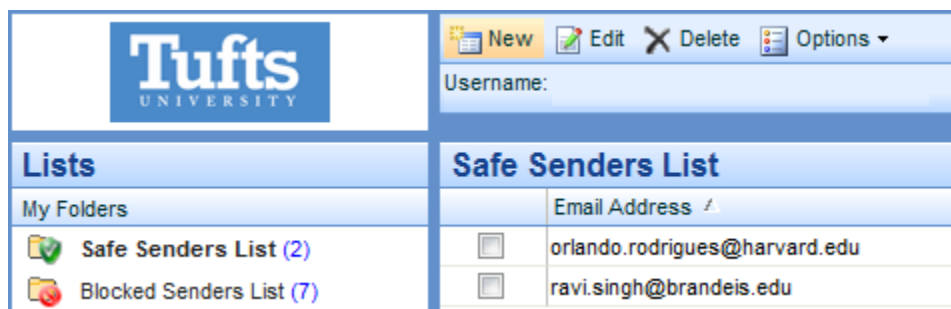 Tufts
UNIVERSITY
New Edit Delete Options
Username:
Lists
My Folders
Safe Senders List (2)
Blocked Senders List (7)
Safe Senders List
Email Address
orlando.rodrigues@harvard.edu
ravi.singh@brandeis.edu